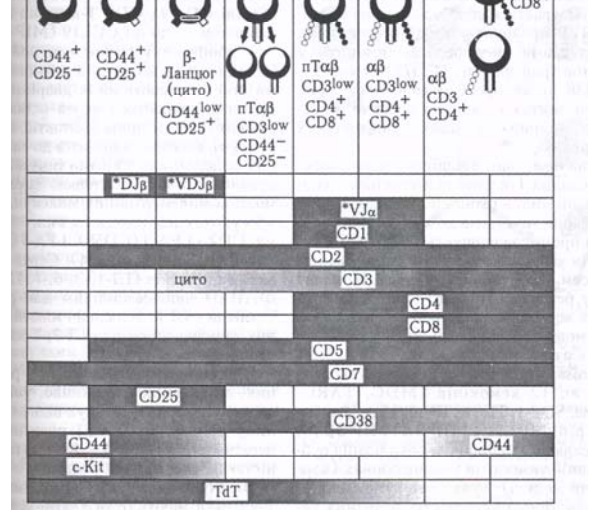 CD8
CD44+
CD25−
CD44+
CD25+
β-
Ланцюг
(цито)
CD44low
CD25+
пТαβ
CD3low
CD44−
CD25−
пТαβ
CD3low
CD4+
CD8+
αβ
CD3low
CD4+
CD8+
αβ
CD3
CD4+
*DJβ
*VDJβ
*VJα
CD1
CD2
цито
CD3
CD4
CD8
CD5
CD7
CD25
CD38
CD44
CD44
c-Kit
TdT